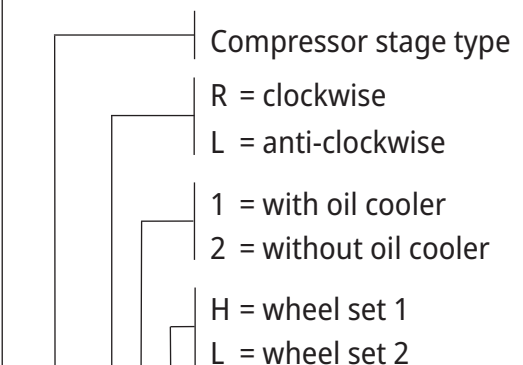 Compressor stage type
R = clockwise
L = anti-clockwise
1 = with oil cooler
2 = without oil cooler
H = wheel set 1
L = wheel set 2